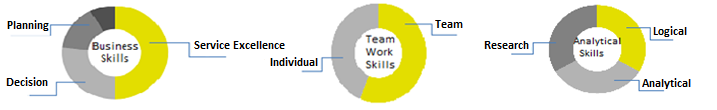 Planning
Business
Skills
Service Excellence
Decision
Team
Team
Work
Skills
Individual
Logical
Research
Analytical
Skills
Analytical